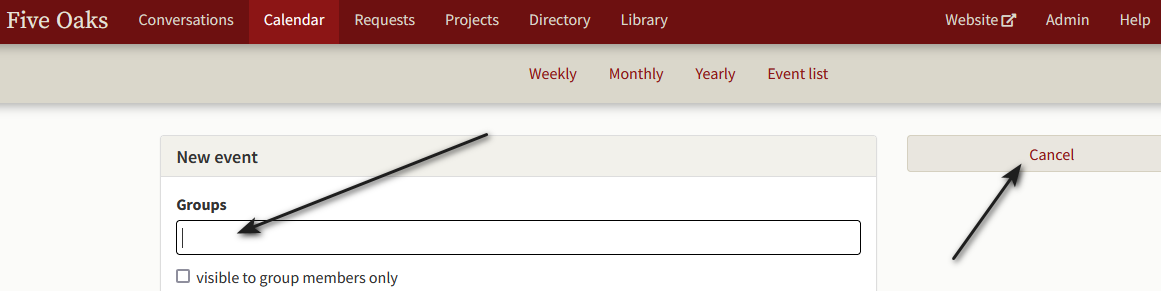 Five Oaks Conversations Calendar Requests Projects Directory Library Website Admin Help
Weekly Monthly Yearly Event list
New event
Cancel
Groups
visible to group members only